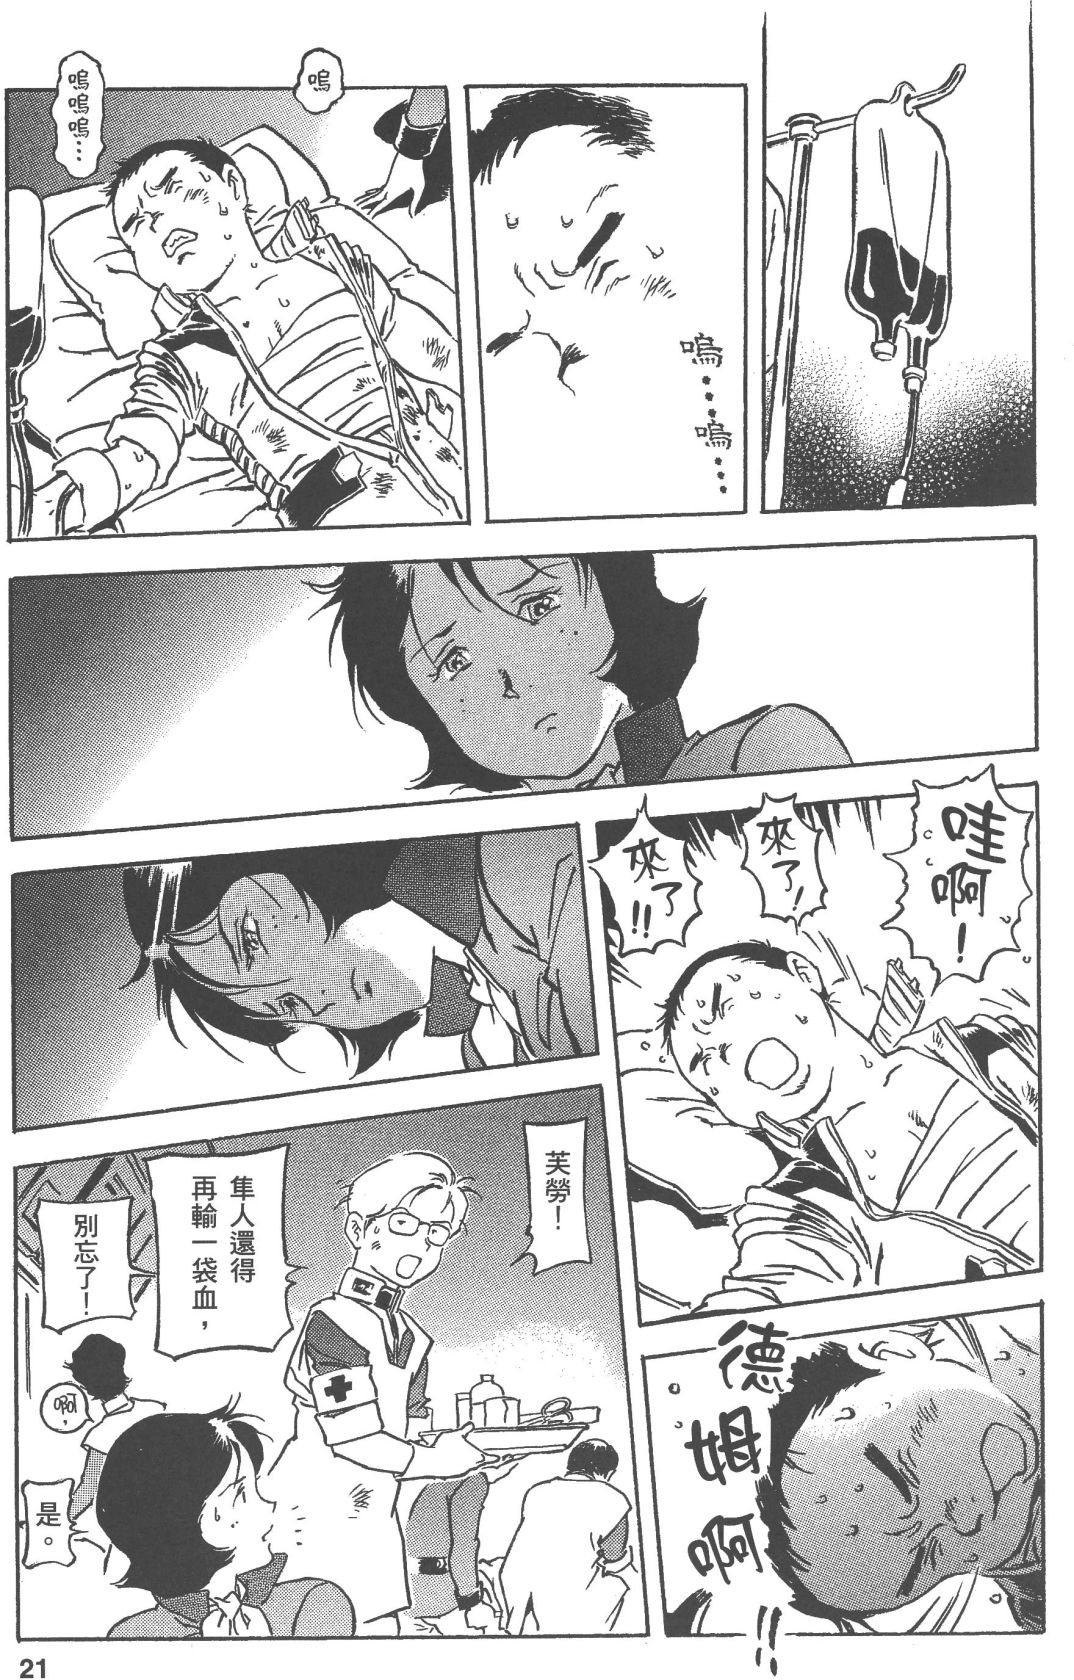 嗚…嗚…
嗚
嗚嗚嗚…
哇啊！
來了！
來了!!
德姆啊!!
芙勞！
隼人還得
再輸一袋血，
別忘了！
啊，
是。
21